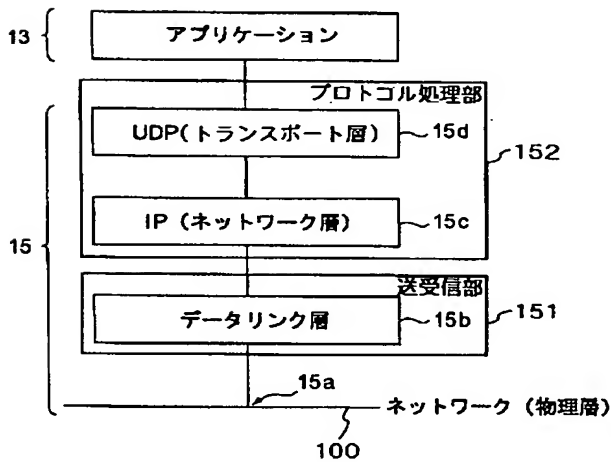 13
アプリケーション
プロトコル処理部
UDP(トランスポート層)
15d
152
15
IP(ネットワーク層)
15c
送受信部
データリンク層
15b
151
15a
ネットワーク(物理層)
100